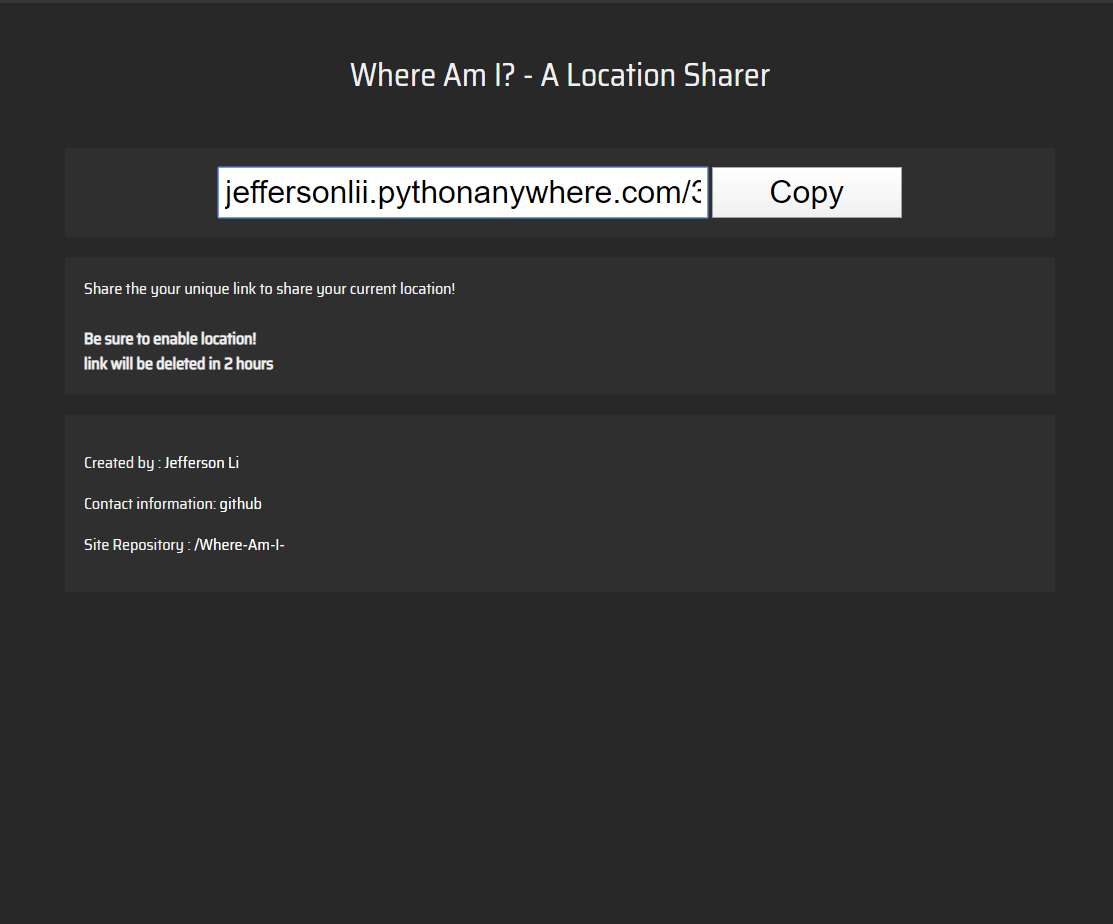 Where Am I? - A Location Sharer
jeffersonlii.pythonanywhere.com/3 Copy
Share the your unique link to share your current location!
Be sure to enable location!
link will be deleted in 2 hours
Created by : Jefferson Li
Contact information: github
Site Repository : /Where-Am-I-